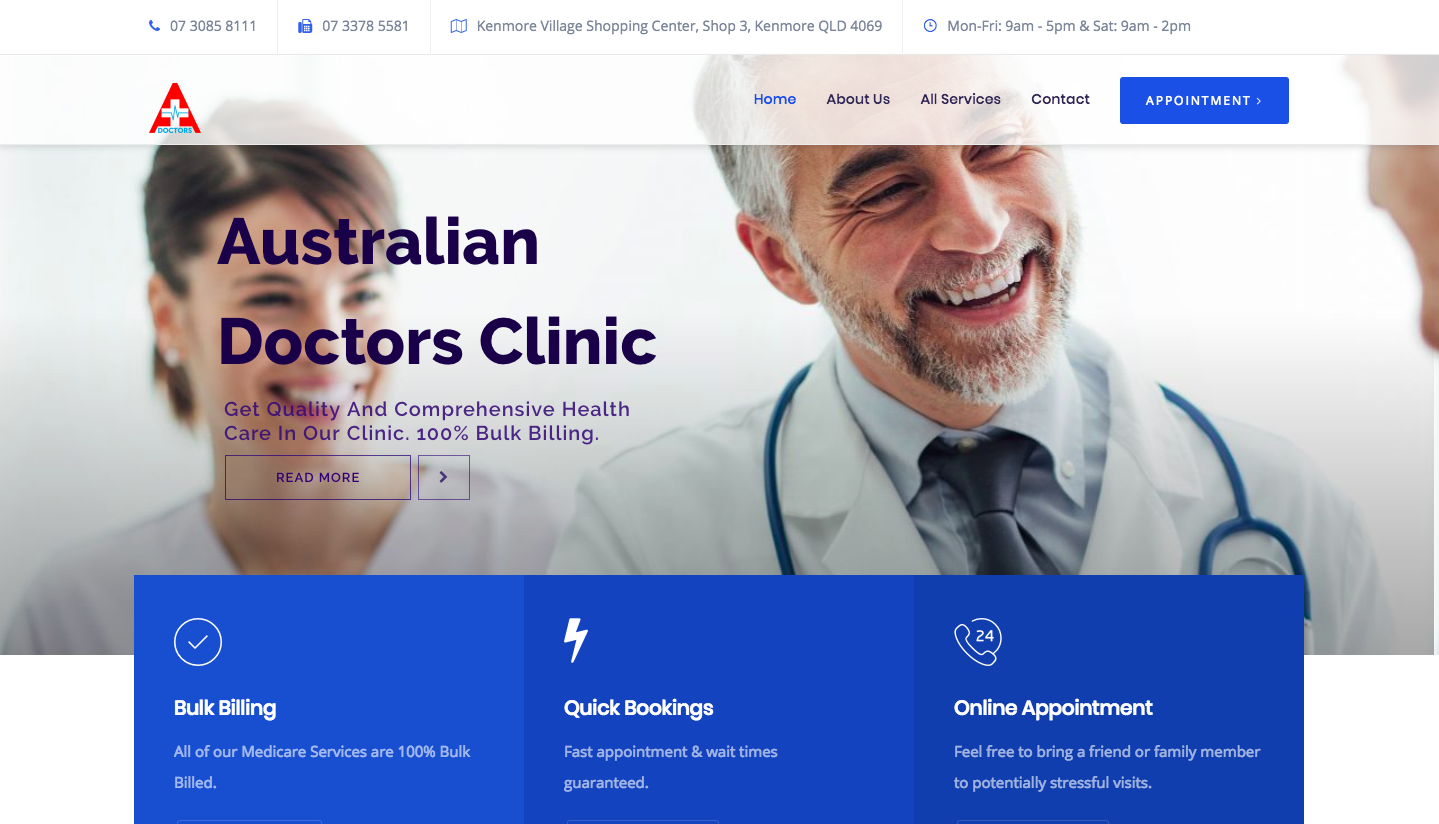 07 3085 8111
07 3378 5581
Kenmore Village Shopping Center, Shop 3, Kenmore QLD 4069
Mon-Fri: 9am - 5pm & Sat: 9am - 2pm
DOCTORS
Home
About Us
All Services
Contact
APPOINTMENT
Australian
Doctors Clinic
Get Quality And Comprehensive Health
Care In Our Clinic. 100% Bulk Billing.
READ MORE
24
Bulk Billing
All of our Medicare Services are 100% Bulk
Billed.
Quick Bookings
Fast appointment & wait times
guaranteed.
Online Appointment
Feel free to bring a friend or family member
to potentially stressful visits.